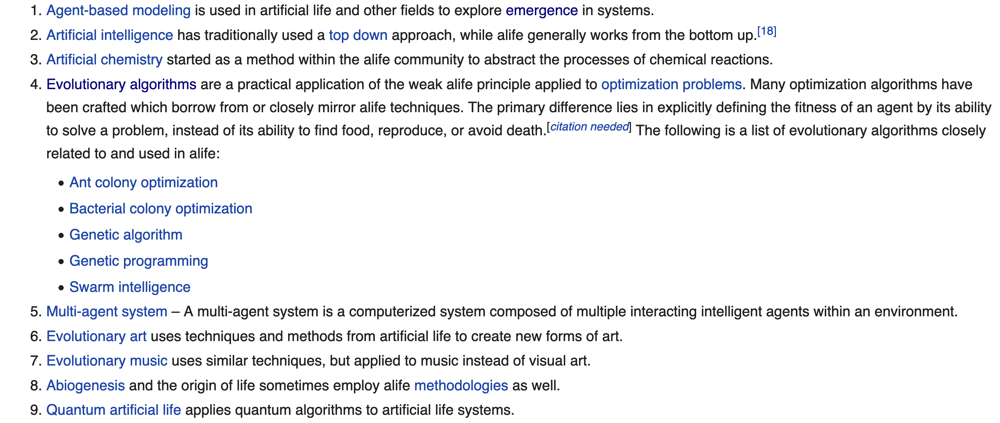 1. Agent-based modeling is used in artificial life and other fields to explore emergence in systems.
2. Artificial intelligence has traditionally used a top down approach, while alife generally works from the bottom up.[18]
3. Artificial chemistry started as a method within the alife community to abstract the processes of chemical reactions.
4. Evolutionary algorithms are a practical application of the weak alife principle applied to optimization problems. Many optimization algorithms have
been crafted which borrow from or closely mirror alife techniques. The primary difference lies in explicitly defining the fitness of an agent by its ability
to solve a problem, instead of its ability to find food, reproduce, or avoid death.[citation needed] The following is a list of evolutionary algorithms closely
related to and used in alife:
• Ant colony optimization
• Bacterial colony optimization
• Genetic algorithm
• Genetic programming
• Swarm intelligence
5. Multi-agent system – A multi-agent system is a computerized system composed of multiple interacting intelligent agents within an environment.
6. Evolutionary art uses techniques and methods from artificial life to create new forms of art.
7. Evolutionary music uses similar techniques, but applied to music instead of visual art.
8. Abiogenesis and the origin of life sometimes employ alife methodologies as well.
9. Quantum artificial life applies quantum algorithms to artificial life systems.